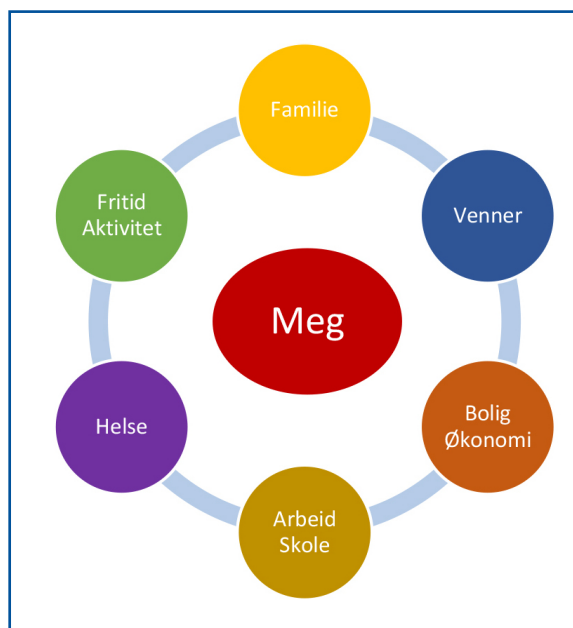 Familie
Venner
Bolig
Økonomi
Arbeid
Skole
Helse
Fritid
Aktivitet
Meg